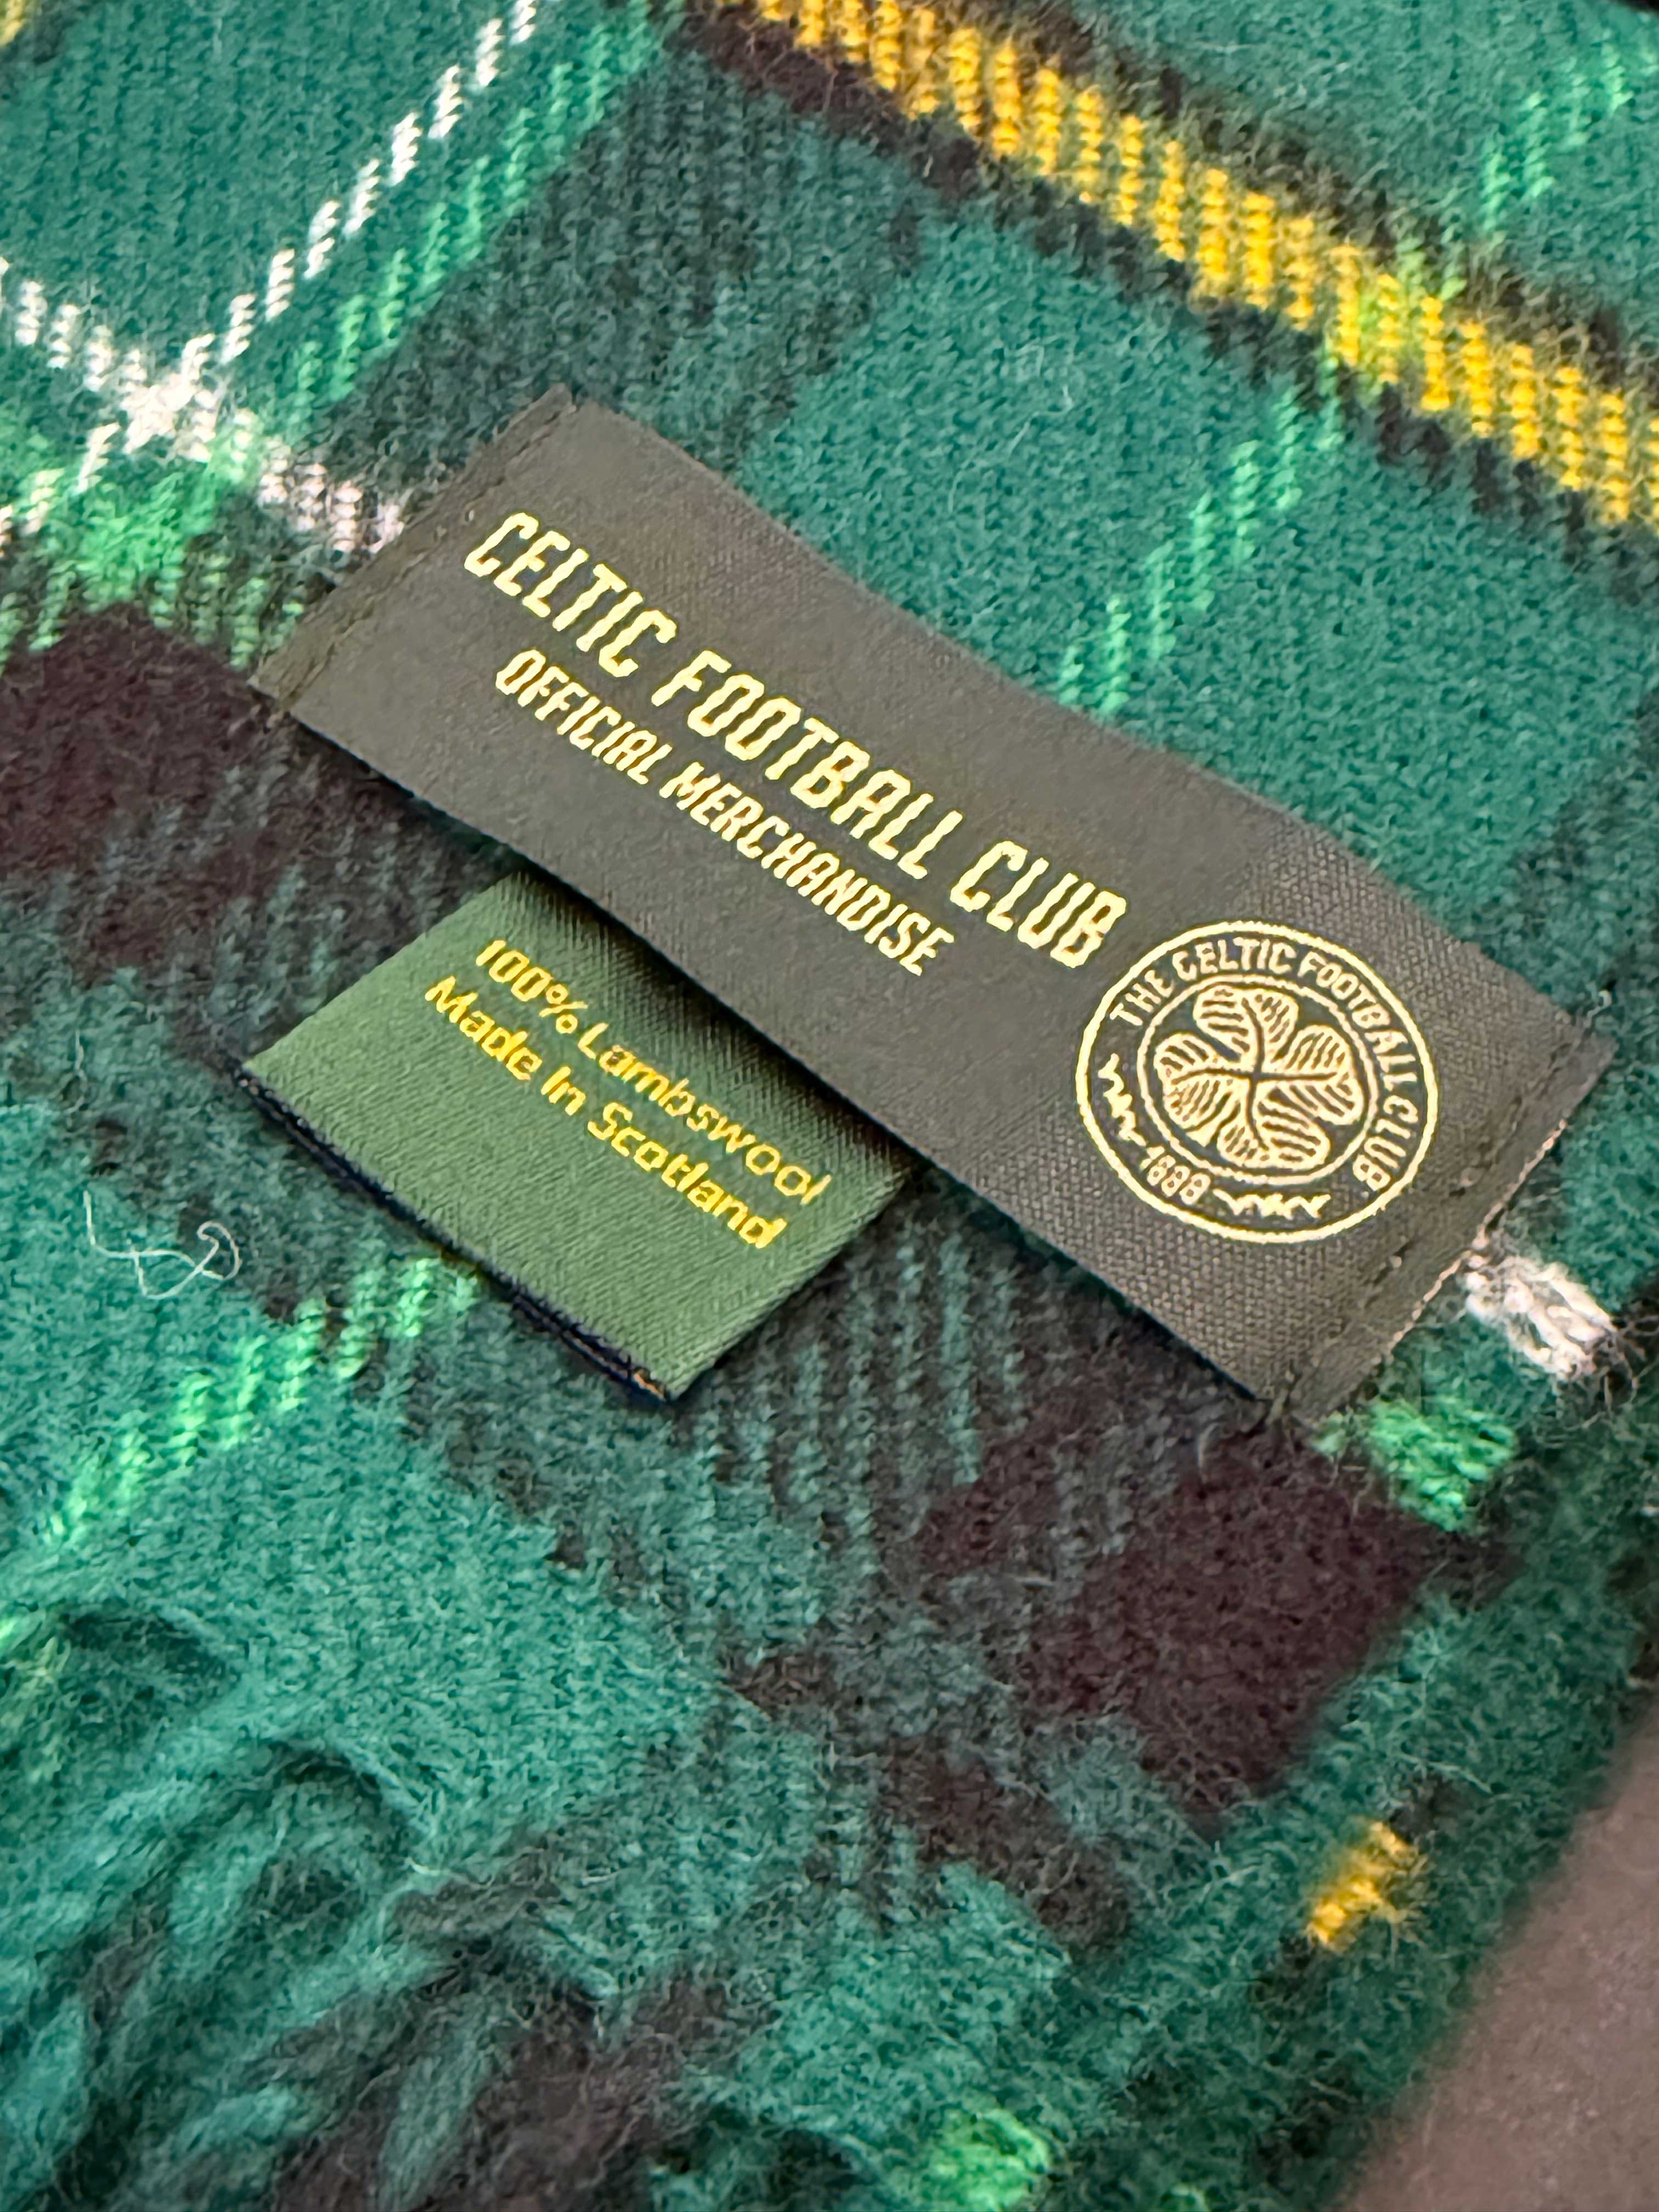 CELTIC FOOTBALL CLUB
OFFICIAL MERCHANDISE
THE CELTIC FOOTBALL CLUB
1888
100% Lambswool
Made In Scotland